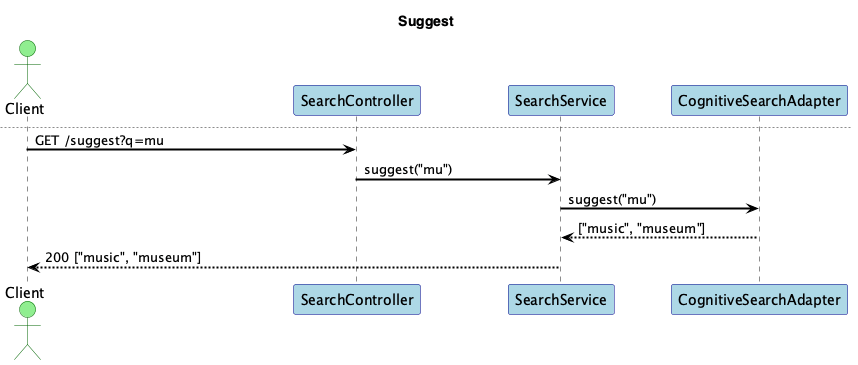 Suggest
Client
SearchController
SearchService
CognitiveSearchAdapter
GET /suggest?q=mu
suggest("mu")
suggest("mu")
["music", "museum"]
200 ["music", "museum"]
Client
SearchController
SearchService
CognitiveSearchAdapter